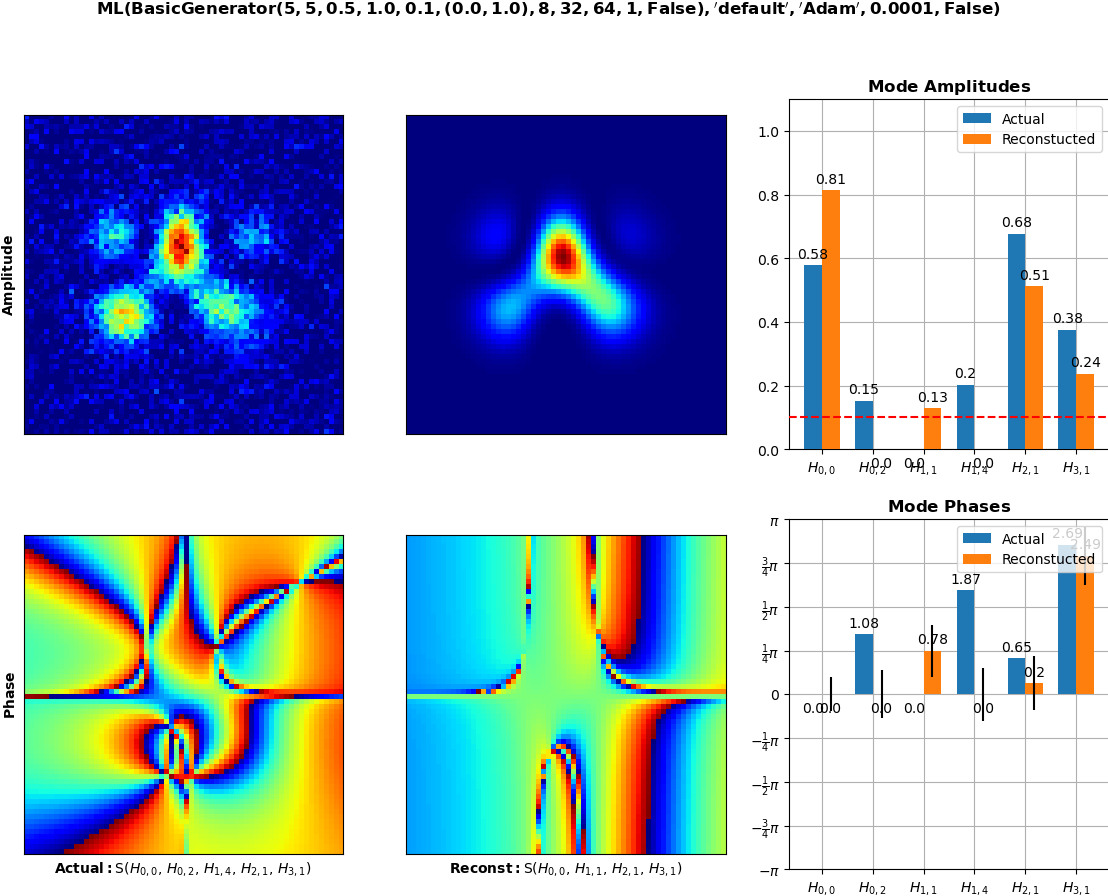 ML(BasicGenerator(5, 5, 0.5, 1.0, 0.1, (0.0, 1.0), 8, 32, 64, 1, False), 'default', 'Adam', 0.0001, False)
Mode Amplitudes
Amplitude
Actual
Reconstucted
1.0
0.8
0.6
0.4
0.2
0.0
0.58
0.81
0.15
0.0
0.0
0.13
0.2
0.0
0.68
0.51
0.38
0.24
H0,0 H0,2 H1,1 H1,4 H2,1 H3,1
Mode Phases
Phase
Actual
Reconstucted
π
3/4π
1/2π
1/4π
0
−1/4π
−1/2π
−3/4π
−π
0.0
0.0
1.08
0.0
0.0
0.78
1.87
0.0
0.65
0.2
2.69
2.49
H0,0 H0,2 H1,1 H1,4 H2,1 H3,1
Actual: S(H0,0, H0,2, H1,4, H2,1, H3,1)
Reconst: S(H0,0, H1,1, H2,1, H3,1)